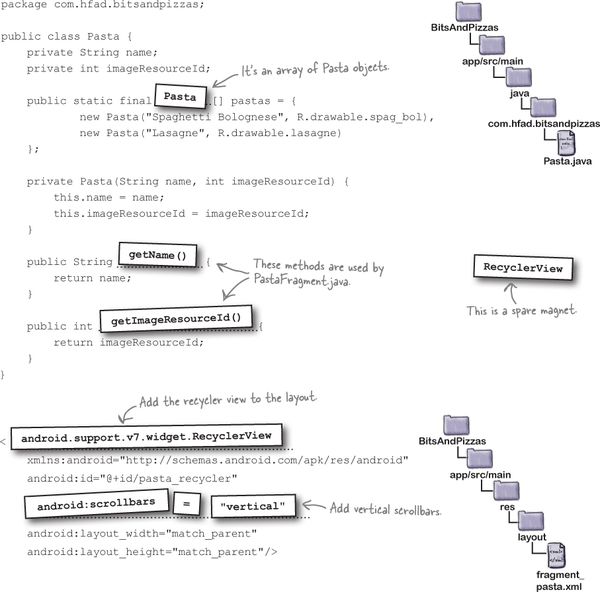 package com.hfad.bitsandpizzas;
public class Pasta {
private String name;
private int imageResourceId;
It's an array of Pasta objects.
public static final Pasta[] pastas = {
new Pasta("Spaghetti Bolognese", R.drawable.spag_bol),
new Pasta("Lasagne", R.drawable.lasagne)
};
private Pasta(String name, int imageResourceId) {
this.name = name;
this.imageResourceId = imageResourceId;
}
public String getName() {
return name;
}
These methods are used by
PastaFragment.java.
public int getImageResourceId() {
return imageResourceId;
}
}
BitsAndPizzas
app/src/main
java
com.hfad.bitsandpizzas
Pasta.java
RecyclerView
This is a spare magnet.
Add the recycler view to the layout.
< android.support.v7.widget.RecyclerView
xmlns:android="http://schemas.android.com/apk/res/android"
android:id="@+id/pasta_recycler"
android:scrollbars = "vertical"
Add vertical scrollbars.
android:layout_width="match_parent"
android:layout_height="match_parent"/>
BitsAndPizzas
app/src/main
res
layout
fragment_
pasta.xml